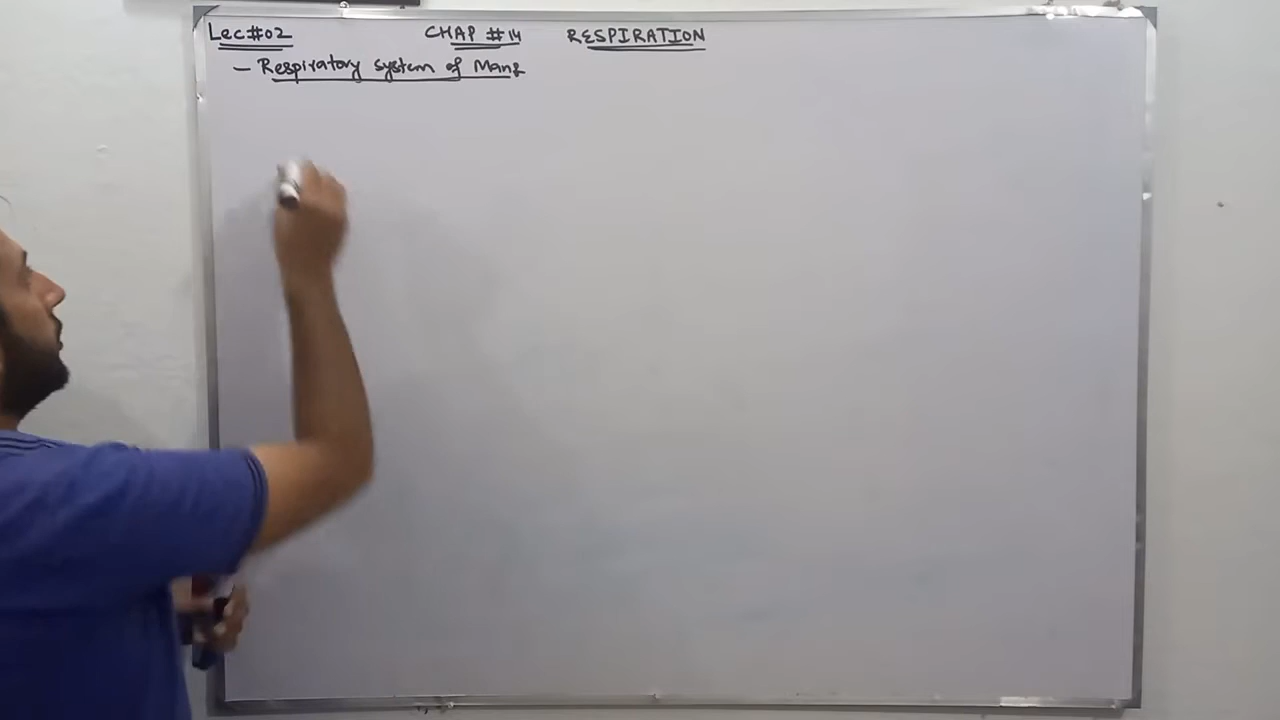 Lec#02 CHAP #14 RESPIRATION
– Respiratory system of Man